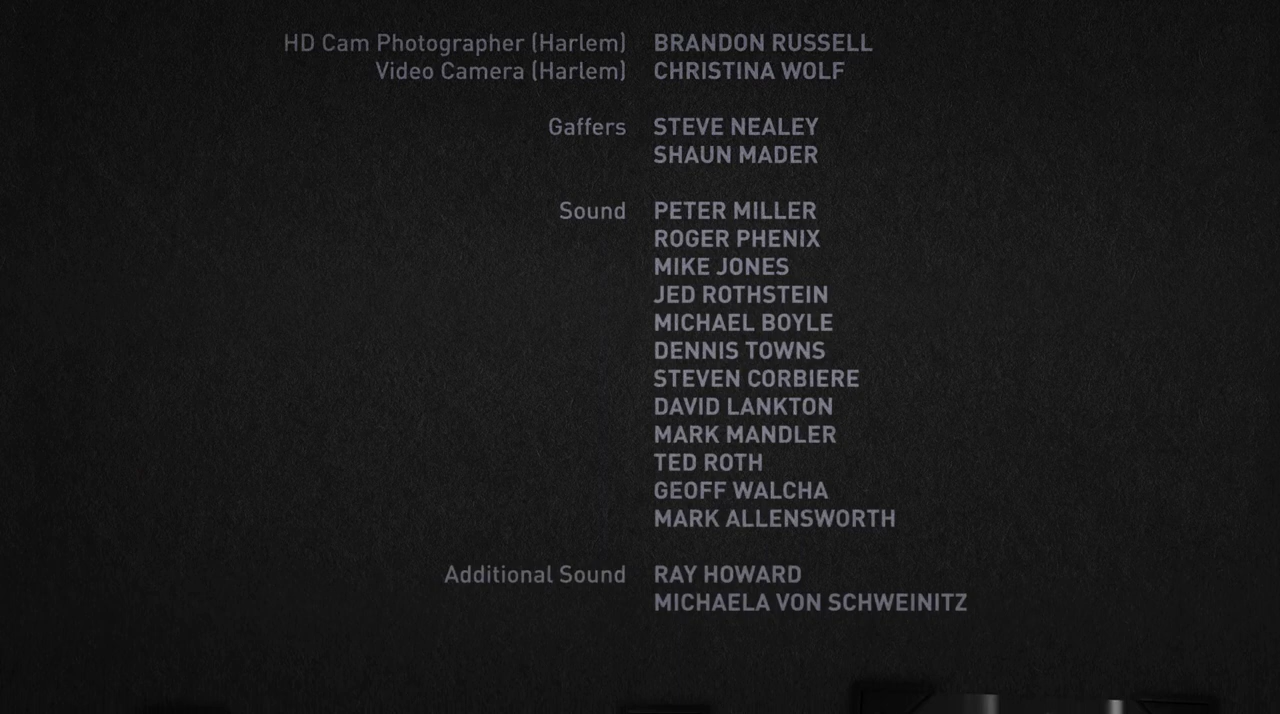 HD Cam Photographer (Harlem) BRANDON RUSSELL
Video Camera (Harlem) CHRISTINA WOLF
Gaffers STEVE NEALEY
SHAUN MADER
Sound PETER MILLER
ROGER PHENIX
MIKE JONES
JED ROTHSTEIN
MICHAEL BOYLE
DENNIS TOWNS
STEVEN CORBIERE
DAVID LANKTON
MARK MANDLER
TED ROTH
GEOFF WALCHA
MARK ALLENSWORTH
Additional Sound RAY HOWARD
MICHAELA VON SCHWEINITZ